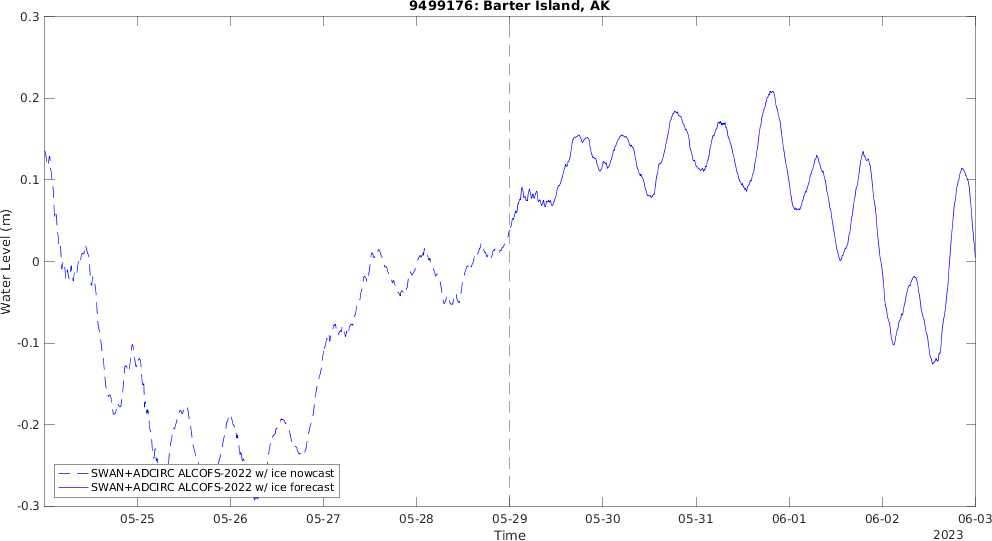 9499176: Barter Island, AK
0.3
0.2
0.1
0
-0.1
-0.2
-0.3
Water Level (m)
SWAN+ADCIRC ALCOFS-2022 w/ ice nowcast
SWAN+ADCIRC ALCOFS-2022 w/ ice forecast
05-25 05-26 05-27 05-28 05-29 05-30 05-31 06-01 06-02 06-03
Time
2023